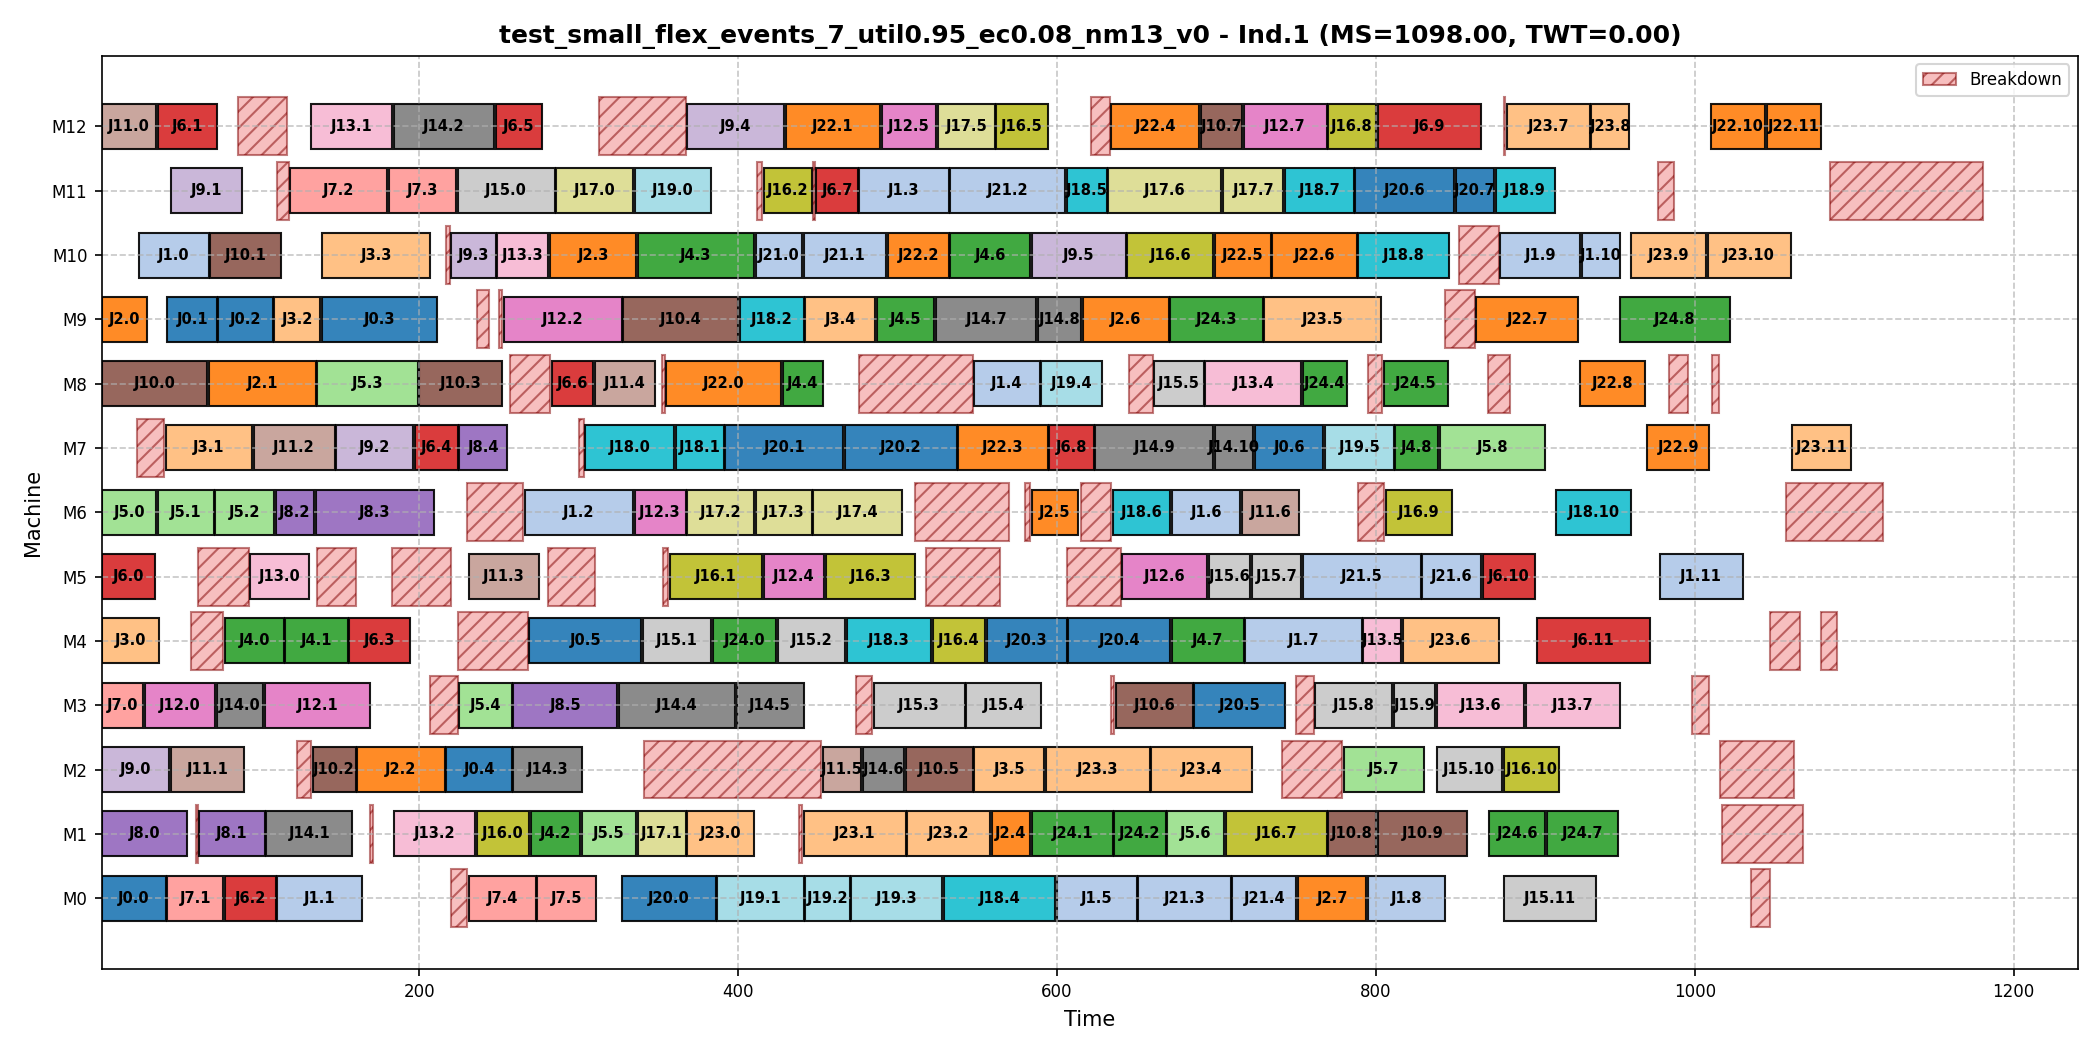 test_small_flex_events_7_util0.95_ec0.08_nm13_v0 - Ind.1 (MS=1098.00, TWT=0.00)
Breakdown
M12 J11.0 J6.1 J13.1 J14.2 J6.5 J9.4 J22.1 J12.5 J17.5 J16.5 J22.4 J10.7 J12.7 J16.8 J6.9 J23.7 J23.8 J22.10 J22.11
M11 J9.1 J7.2 J7.3 J15.0 J17.0 J19.0 J16.2 J6.7 J1.3 J21.2 J18.5 J17.6 J17.7 J18.7 J20.6 J20.7 J18.9
M10 J1.0 J10.1 J3.3 J9.3 J13.3 J2.3 J4.3 J21.0 J21.1 J22.2 J4.6 J9.5 J16.6 J22.5 J22.6 J18.8 J1.9 J1.10 J23.9 J23.10
M9 J2.0 J0.1 J0.2 J3.2 J0.3 J12.2 J10.4 J18.2 J3.4 J4.5 J14.7 J14.8 J2.6 J24.3 J23.5 J22.7 J24.8
M8 J10.0 J2.1 J5.3 J10.3 J6.6 J11.4 J22.0 J4.4 J1.4 J19.4 J15.5 J13.4 J24.4 J24.5 J22.8
M7 J3.1 J11.2 J9.2 J6.4 J8.4 J18.0 J18.1 J20.1 J20.2 J22.3 J6.8 J14.9 J14.10 J0.6 J19.5 J4.8 J5.8 J22.9 J23.11
M6 J5.0 J5.1 J5.2 J8.2 J8.3 J1.2 J12.3 J17.2 J17.3 J17.4 J2.5 J18.6 J1.6 J11.6 J16.9 J18.10
M5 J6.0 J13.0 J11.3 J16.1 J12.4 J16.3 J12.6 J15.6 J15.7 J21.5 J21.6 J6.10 J1.11
M4 J3.0 J4.0 J4.1 J6.3 J0.5 J15.1 J24.0 J15.2 J18.3 J16.4 J20.3 J20.4 J4.7 J1.7 J13.5 J23.6 J6.11
M3 J7.0 J12.0 J14.0 J12.1 J5.4 J8.5 J14.4 J14.5 J15.3 J15.4 J10.6 J20.5 J15.8 J15.9 J13.6 J13.7
M2 J9.0 J11.1 J10.2 J2.2 J0.4 J14.3 J11.5 J14.6 J10.5 J3.5 J23.3 J23.4 J5.7 J15.10 J16.10
M1 J8.0 J8.1 J14.1 J13.2 J16.0 J4.2 J5.5 J17.1 J23.0 J23.1 J23.2 J2.4 J24.1 J24.2 J5.6 J16.7 J10.8 J10.9 J24.6 J24.7
M0 J0.0 J7.1 J6.2 J1.1 J7.4 J7.5 J20.0 J19.1 J19.2 J19.3 J18.4 J1.5 J21.3 J21.4 J2.7 J1.8 J15.11
200 400 600 800 1000 1200
Time
Machine